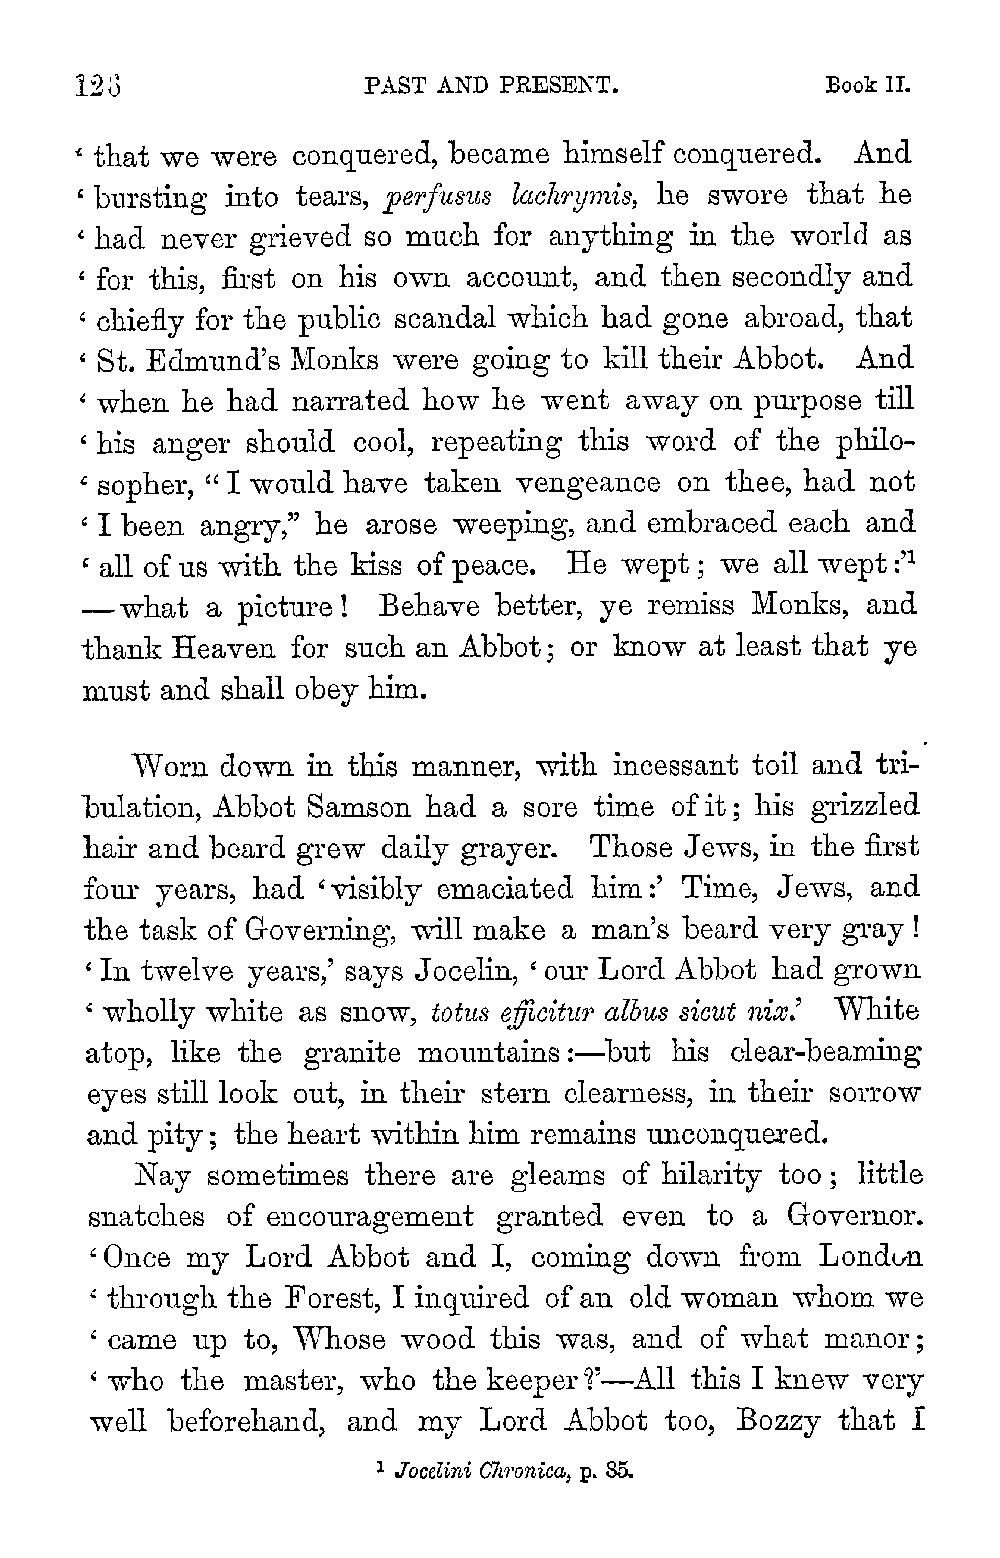 128 PAST AND PRESENT. Book II.
‘ that we were conquered, became himself conquered. And
‘ bursting into tears, perfusus lachrymis, he swore that he
‘ had never grieved so much for anything in the world as
‘ for this, first on his own account, and then secondly and
‘ chiefly for the public scandal which had gone abroad, that
‘ St. Edmund’s Monks were going to kill their Abbot. And
‘ when he had narrated how he went away on purpose till
‘ his anger should cool, repeating this word of the philo-
‘ sopher, “ I would have taken vengeance on thee, had not
‘ I been angry,” he arose weeping, and embraced each and
‘ all of us with the kiss of peace. He wept ; we all wept :’1
— what a picture ! Behave better, ye remiss Monks, and
thank Heaven for such an Abbot ; or know at least that ye
must and shall obey him.
Worn down in this manner, with incessant toil and tri-
bulation, Abbot Samson had a sore time of it ; his grizzled
hair and beard grew daily grayer. Those Jews, in the first
four years, had ‘ visibly emaciated him :’ Time, Jews, and
the task of Governing, will make a man’s beard very gray !
‘ In twelve years,’ says Jocelin, ‘ our Lord Abbot had grown
‘ wholly white as snow, totus efficitur albus sicut nix.’ White
atop, like the granite mountains :—but his clear-beaming
eyes still look out, in their stern clearness, in their sorrow
and pity ; the heart within him remains unconquered.
Nay sometimes there are gleams of hilarity too ; little
snatches of encouragement granted even to a Governor.
‘ Once my Lord Abbot and I, coming down from London
‘ through the Forest, I inquired of an old woman whom we
‘ came up to, Whose wood this was, and of what manor ;
‘ who the master, who the keeper ?’—All this I knew very
well beforehand, and my Lord Abbot too, Bozzy that I
1 Jocelini Chronica, p. 85.